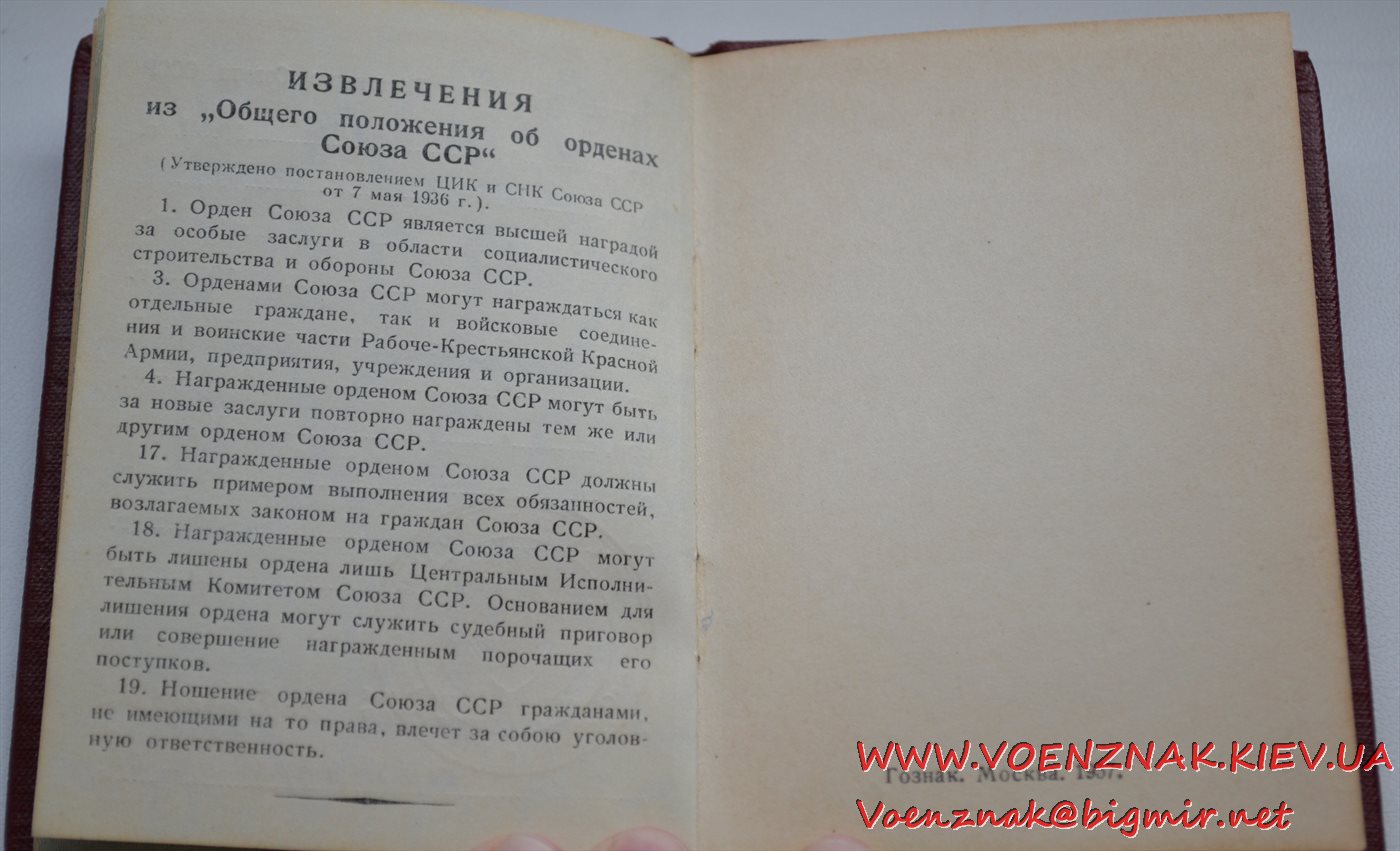 ИЗВЛЕЧЕНИЯ
из „Общего положения об орденах
Союза ССР“
(Утверждено постановлением ЦИК и СНК Союза ССР
от 7 мая 1936 г.).
1. Орден Союза ССР является высшей наградой
за особые заслуги в области социалистического
строительства и обороны Союза ССР.
3. Орденами Союза ССР могут награждаться как
отдельные граждане, так и войсковые соедине-
ния и воинские части Рабоче-Крестьянской Красной
Армии, предприятия, учреждения и организации.
4. Награжденные орденом Союза ССР могут быть
за новые заслуги повторно награждены тем же или
другим орденом Союза ССР.
17. Награжденные орденом Союза ССР должны
служить примером выполнения всех обязанностей,
возлагаемых законом на граждан Союза ССР.
18. Награжденные орденом Союза ССР могут
быть лишены ордена лишь Центральным Исполни-
тельным Комитетом Союза ССР. Основанием для
лишения ордена могут служить судебный приговор
или совершение награжденным порочащих его
поступков.
19. Ношение ордена Союза ССР гражданами,
не имеющими на то права, влечет за собою уголов-
ную ответственность.
WWW.VOENZNAK.KIEV.UA
Гознак. Москва. 1937.
Voenznak@bigmir.net